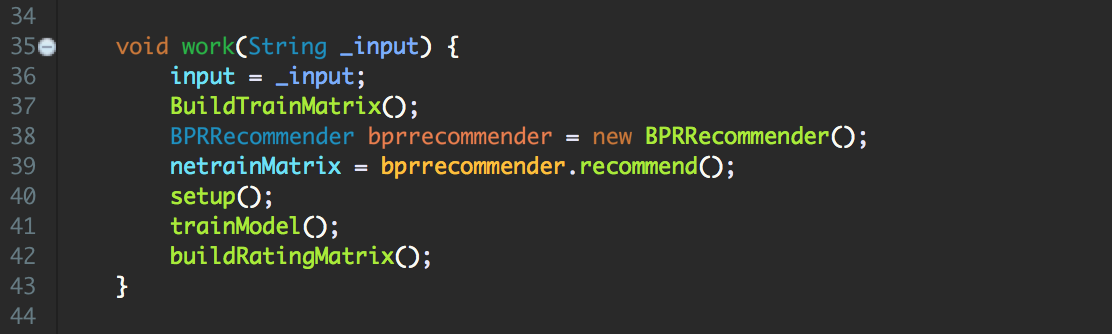 34
35 void work(String _input) {
36 input = _input;
37 BuildTrainMatrix();
38 BPRRecommender bprrecommender = new BPRRecommender();
39 netrainMatrix = bprrecommender.recommend();
40 setup();
41 trainModel();
42 buildRatingMatrix();
43 }
44